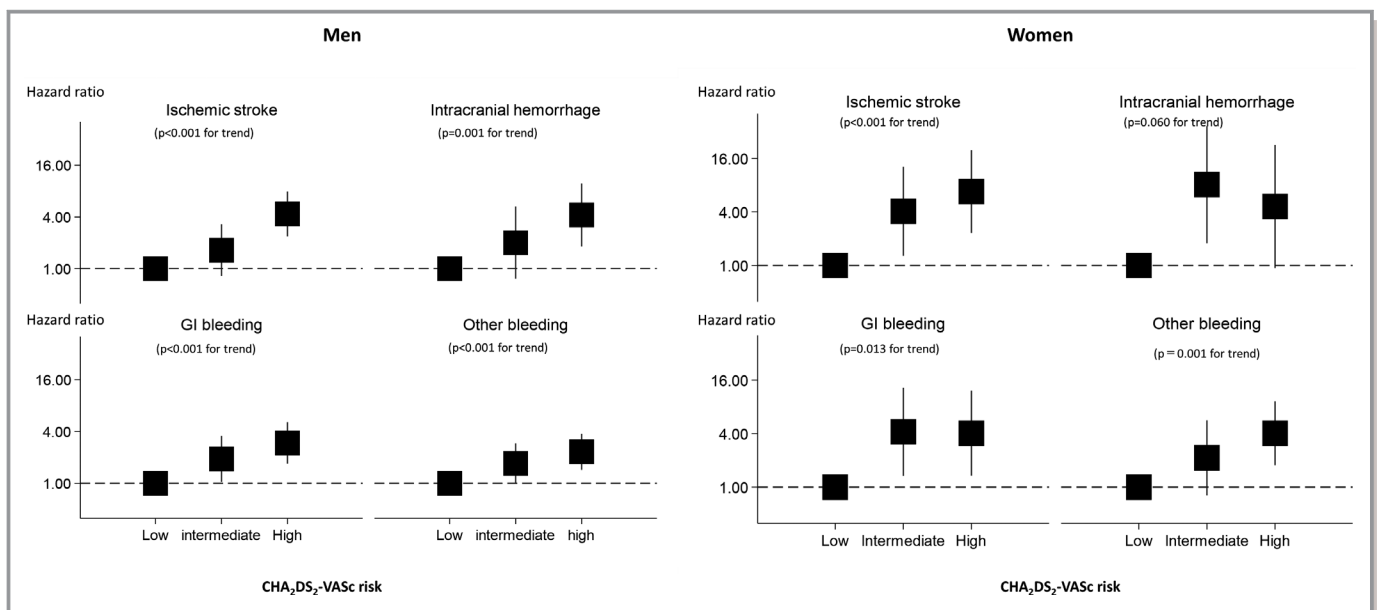 Men
Hazard ratio
Ischemic stroke
(p<0.001 for trend)
Intracranial hemorrhage
(p=0.001 for trend)
16.00
4.00
1.00
Hazard ratio
GI bleeding
(p<0.001 for trend)
Other bleeding
(p<0.001 for trend)
16.00
4.00
1.00
Low intermediate High
Low intermediate high
CHA₂DS₂-VASc risk
Women
Hazard ratio
Ischemic stroke
(p<0.001 for trend)
Intracranial hemorrhage
(p=0.060 for trend)
16.00
4.00
1.00
Hazard ratio
GI bleeding
(p=0.013 for trend)
Other bleeding
(p=0.001 for trend)
16.00
4.00
1.00
Low Intermediate High
Low Intermediate High
CHA₂DS₂-VASc risk